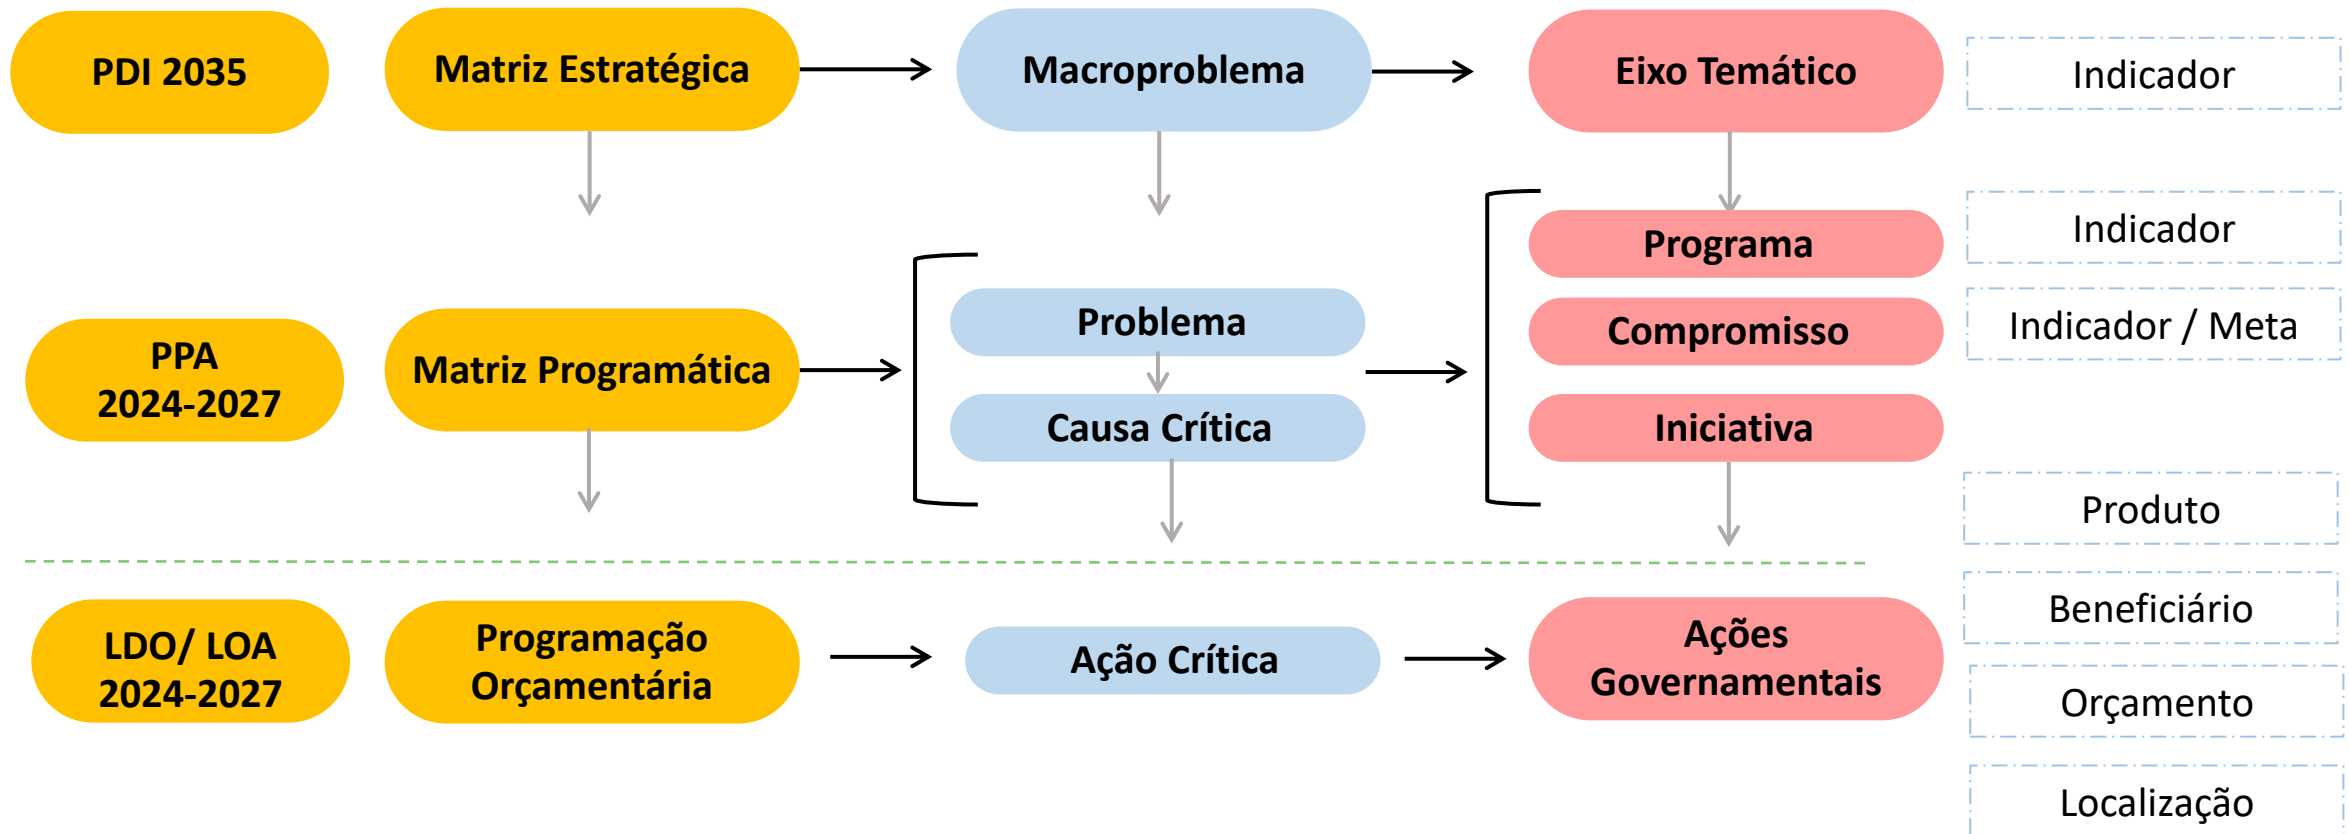 PDI 2035
Matriz Estratégica
Macroproblema
Eixo Temático
Indicador
Programa
Indicador
Problema
Compromisso
Indicador / Meta
PPA
2024-2027
Matriz Programática
Causa Crítica
Iniciativa
Produto
LDO/ LOA
2024-2027
Programação
Orçamentária
Ação Crítica
Ações
Governamentais
Beneficiário
Orçamento
Localização